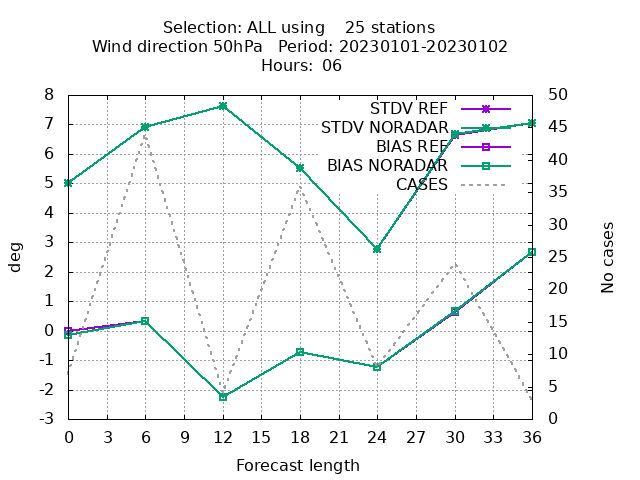 Selection: ALL using    25 stations
Wind direction 50hPa   Period: 20230101-20230102
Hours: 06
STDV REF
STDV NORADAR
BIAS REF
BIAS NORADAR
CASES
8
7
6
5
4
3
2
1
0
-1
-2
-3
deg
50
45
40
35
30
25
20
15
10
5
0
No cases
0 3 6 9 12 15 18 21 24 27 30 33 36
Forecast length